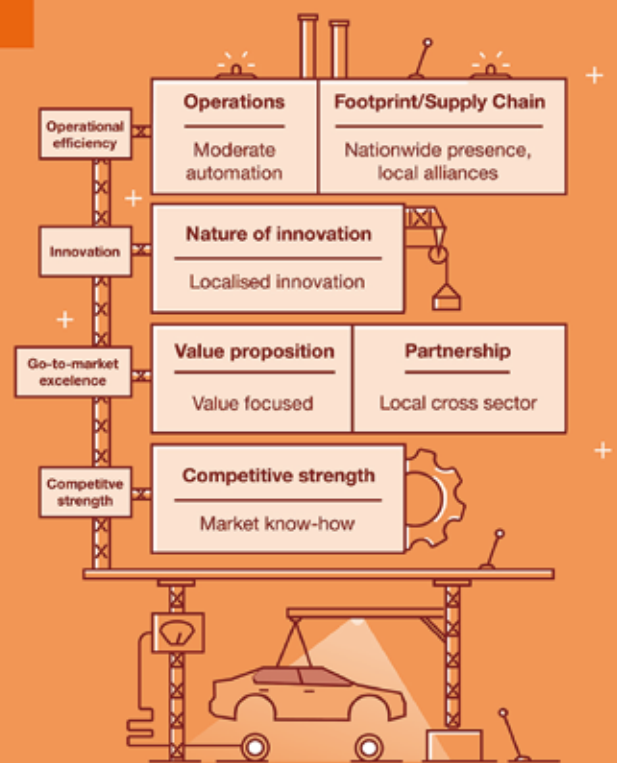 Operational
efficiency
Operations
Moderate
automation
Footprint/Supply Chain
Nationwide presence,
local alliances
Innovation
Nature of innovation
Localised innovation
Go-to-market
excelence
Value proposition
Value focused
Partnership
Local cross sector
Competitve
strength
Competitive strength
Market know-how